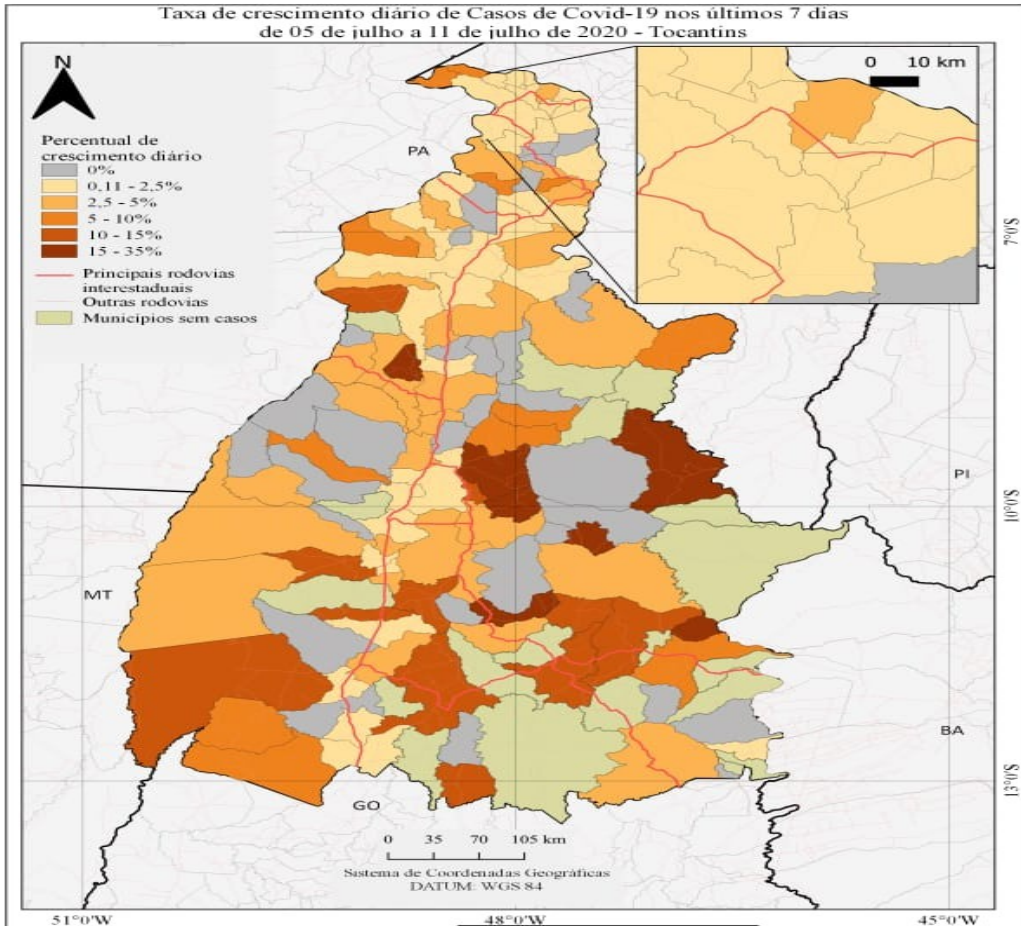 Taxa de crescimento diário de Casos de Covid-19 nos últimos 7 dias
de 05 de julho a 11 de julho de 2020 - Tocantins
N
0 10 km
Percentual de
crescimento diário
0%
0,11 - 2,5%
2,5 - 5%
5 - 10%
10 - 15%
15 - 35%
Principais rodovias
interestaduais
Outras rodovias
Municípios sem casos
PA
7°0'S
PI
10°0'S
MT
BA
13°0'S
GO
0 35 70 105 km
Sistema de Coordenadas Geográficas
DATUM: WGS 84
51°0'W 48°0'W 45°0'W